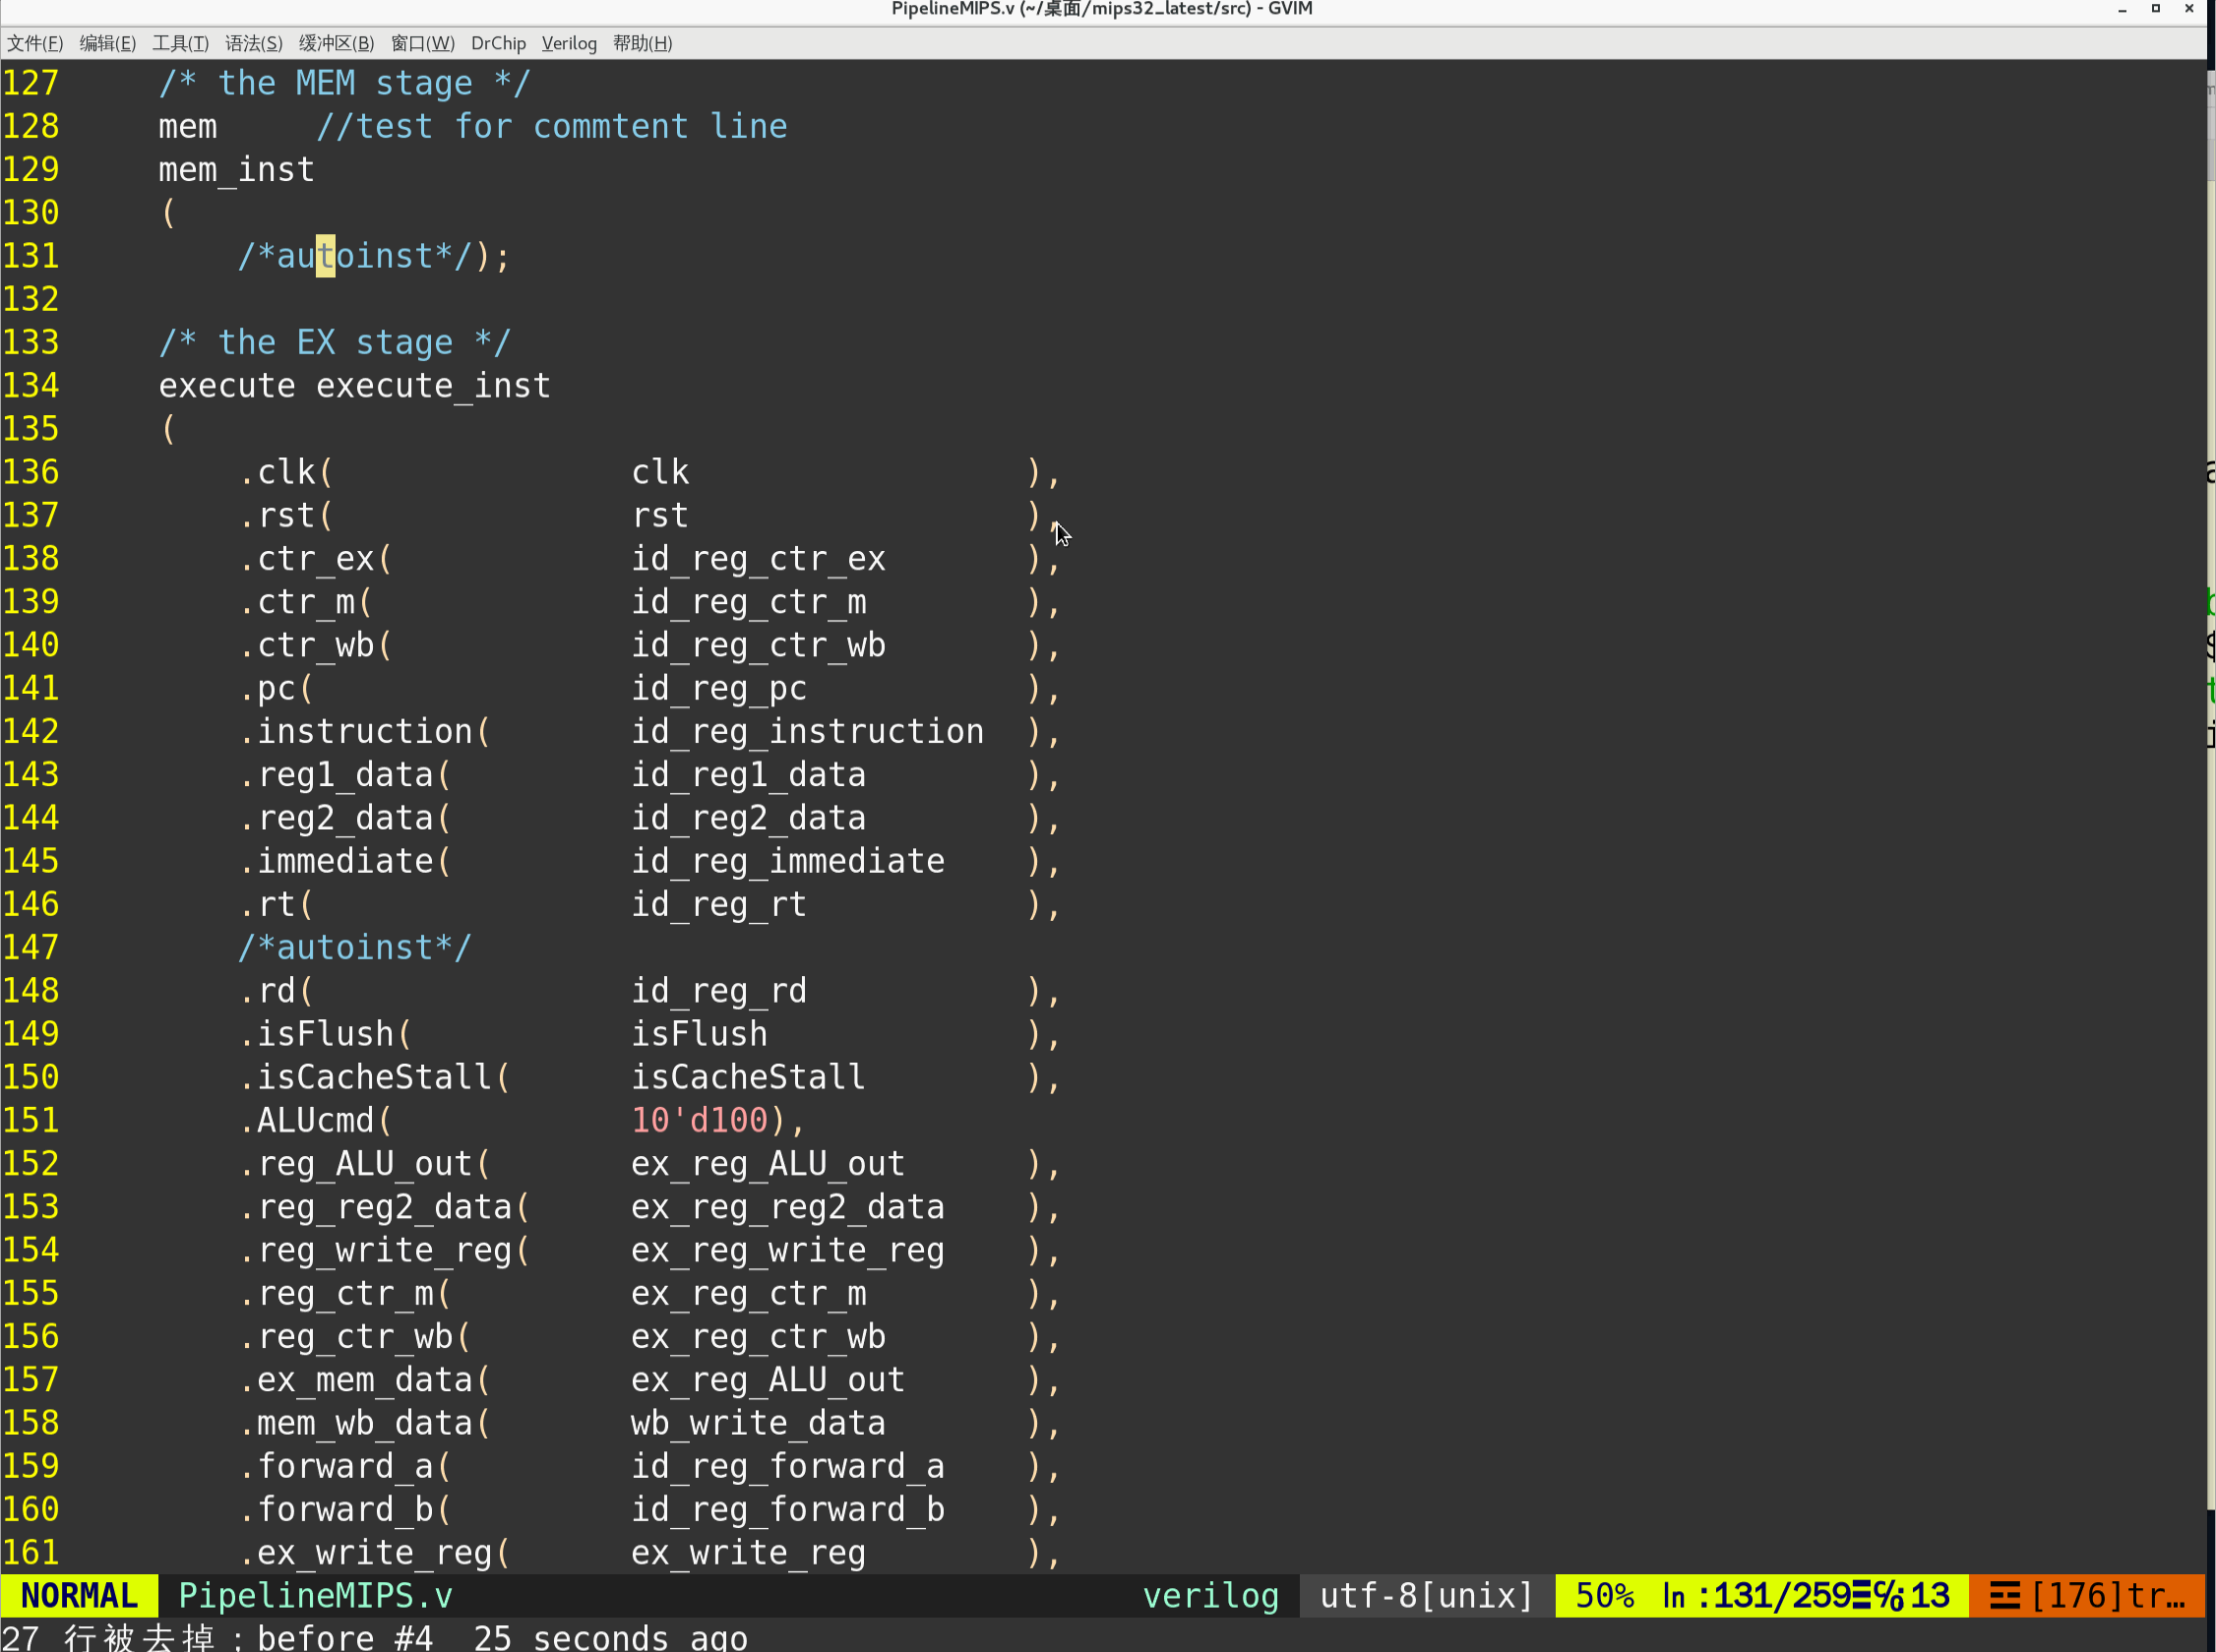 PipelineMIPS.v (~/桌面/mips32_latest/src) - GVIM
文件(F) 编辑(E) 工具(T) 语法(S) 缓冲区(B) 窗口(W) DrChip Verilog 帮助(H)
127     /* the MEM stage */
128     mem     //test for commtent line
129     mem_inst
130     (
131         /*autoinst*/);
132
133     /* the EX stage */
134     execute execute_inst
135     (
136         .clk(               clk                 ),
137         .rst(               rst                 ),
138         .ctr_ex(            id_reg_ctr_ex       ),
139         .ctr_m(             id_reg_ctr_m        ),
140         .ctr_wb(            id_reg_ctr_wb       ),
141         .pc(                id_reg_pc           ),
142         .instruction(       id_reg_instruction  ),
143         .reg1_data(         id_reg1_data        ),
144         .reg2_data(         id_reg2_data        ),
145         .immediate(         id_reg_immediate    ),
146         .rt(                id_reg_rt           ),
147         /*autoinst*/
148         .rd(                id_reg_rd           ),
149         .isFlush(           isFlush             ),
150         .isCacheStall(      isCacheStall        ),
151         .ALUcmd(            10'd100),
152         .reg_ALU_out(       ex_reg_ALU_out      ),
153         .reg_reg2_data(     ex_reg_reg2_data    ),
154         .reg_write_reg(     ex_reg_write_reg    ),
155         .reg_ctr_m(         ex_reg_ctr_m        ),
156         .reg_ctr_wb(        ex_reg_ctr_wb       ),
157         .ex_mem_data(       ex_reg_ALU_out      ),
158         .mem_wb_data(       wb_write_data       ),
159         .forward_a(         id_reg_forward_a    ),
160         .forward_b(         id_reg_forward_b    ),
161         .ex_write_reg(      ex_write_reg        ),
NORMAL PipelineMIPS.v verilog utf-8[unix] 50% ㏑:131/259☰℅:13 ☲ [176]tr…
27 行被去掉；before #4  25 seconds ago